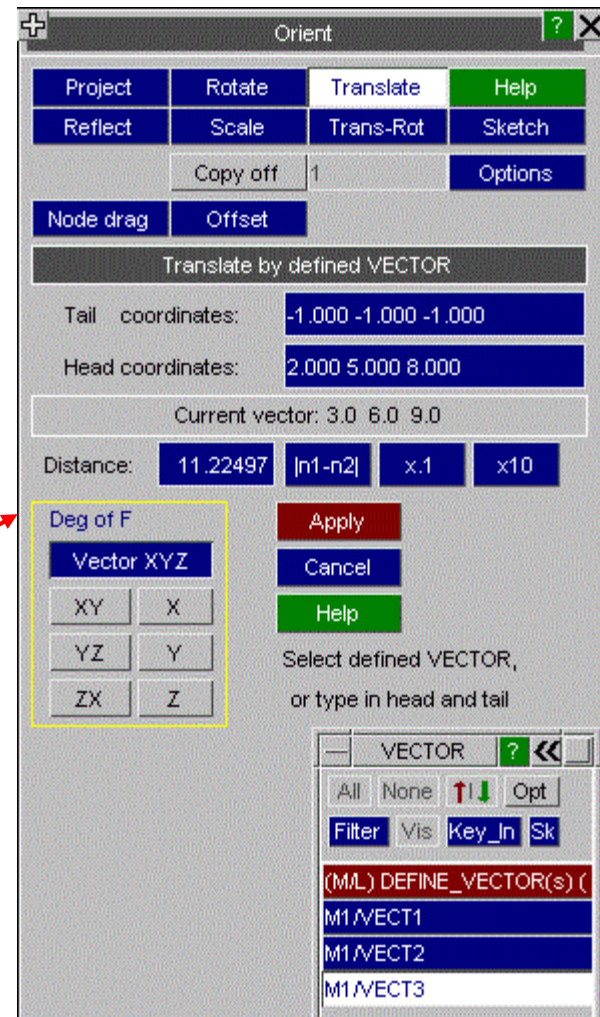 Orient ?
Project Rotate Translate Help
Reflect Scale Trans-Rot Sketch
Copy off 1 Options
Node drag Offset
Translate by defined VECTOR
Tail coordinates: -1.000 -1.000 -1.000
Head coordinates: 2.000 5.000 8.000
Current vector: 3.0 6.0 9.0
Distance: 11.22497 |n1-n2| x.1 x10
Deg of F Apply
Vector XYZ Cancel
XY X Help
YZ Y Select defined VECTOR,
ZX Z or type in head and tail
VECTOR ?
All None Opt
Filter Vis Key_In Sk
(M/L) DEFINE_VECTOR(s) (
M1/VECT1
M1/VECT2
M1/VECT3